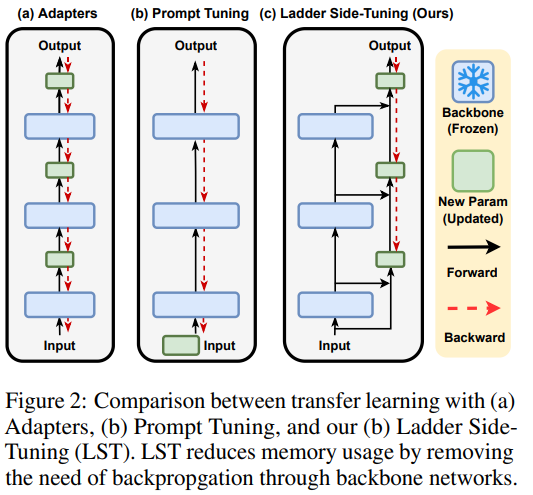 (a) Adapters
(b) Prompt Tuning
(c) Ladder Side-Tuning (Ours)
Output
Output
Output
Input
Input
Input
Backbone
(Frozen)
New Param
(Updated)
Forward
Backward
Figure 2: Comparison between transfer learning with (a)
Adapters, (b) Prompt Tuning, and our (b) Ladder Side-
Tuning (LST). LST reduces memory usage by removing
the need of backpropgation through backbone networks.